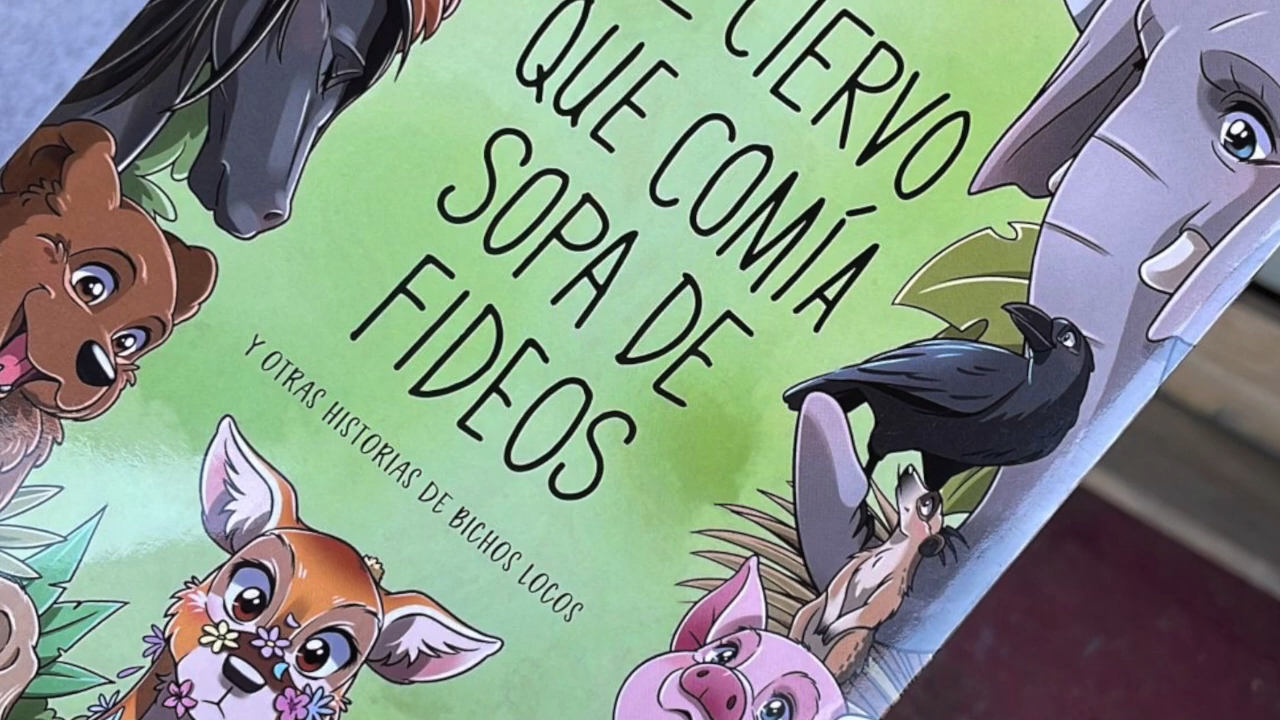 CIERVO
QUE COMÍA
SOPA DE
FIDEOS
Y OTRAS HISTORIAS DE BICHOS LOCOS